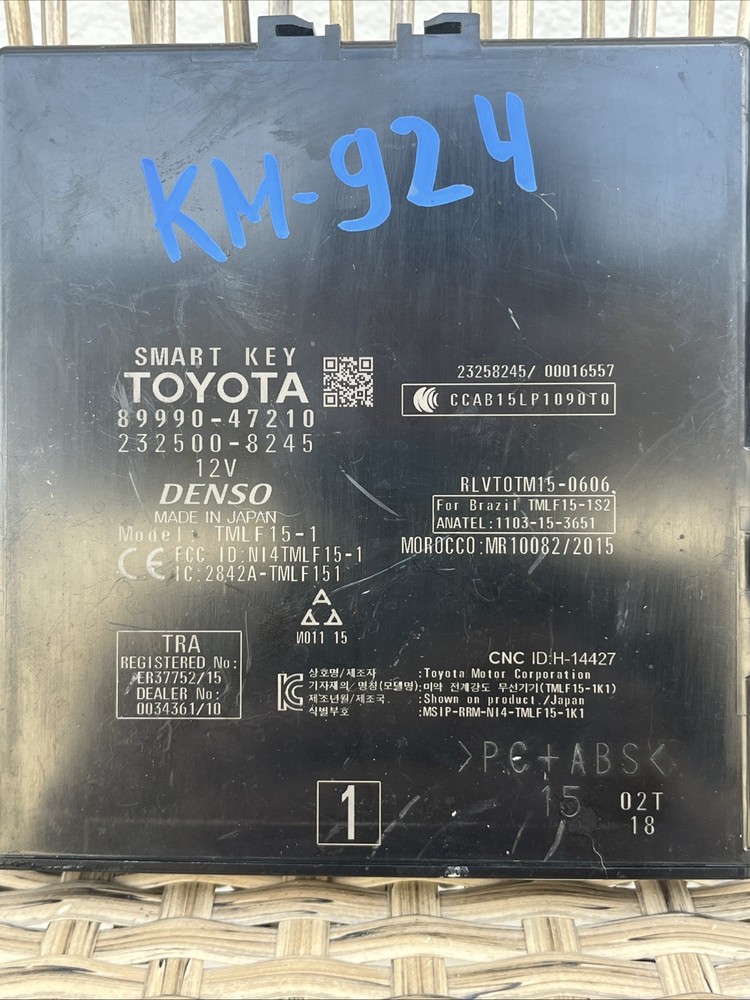 KM-924
SMART KEY
TOYOTA
89990-47210
232500-8245
12V
DENSO
MADE IN JAPAN
Model: TMLF15-1
CE FCC ID:NI4TMLF15-1
IC:2842A-TMLF151
23258245/ 00016557
CCAB15LP1090T0
RLVTOTM15-0606.
For Brazil TMLF15-1S2
ANATEL:1103-15-3651
MOROCCO:MR10082/2015
И011 15
TRA
REGISTERED No:
ER37752/15
DEALER No:
0034361/10
CNC ID:H-14427
상호명/제조자 :Toyota Motor Corporation
기자재의 명칭(모델명):미약 전계강도 무선기기(TMLF15-1K1)
제조년월/제조국 :Shown on product./Japan
식별부호 :MSIP-RRM-NI4-TMLF15-1K1
>PC+ABS<
15 02T
18
1